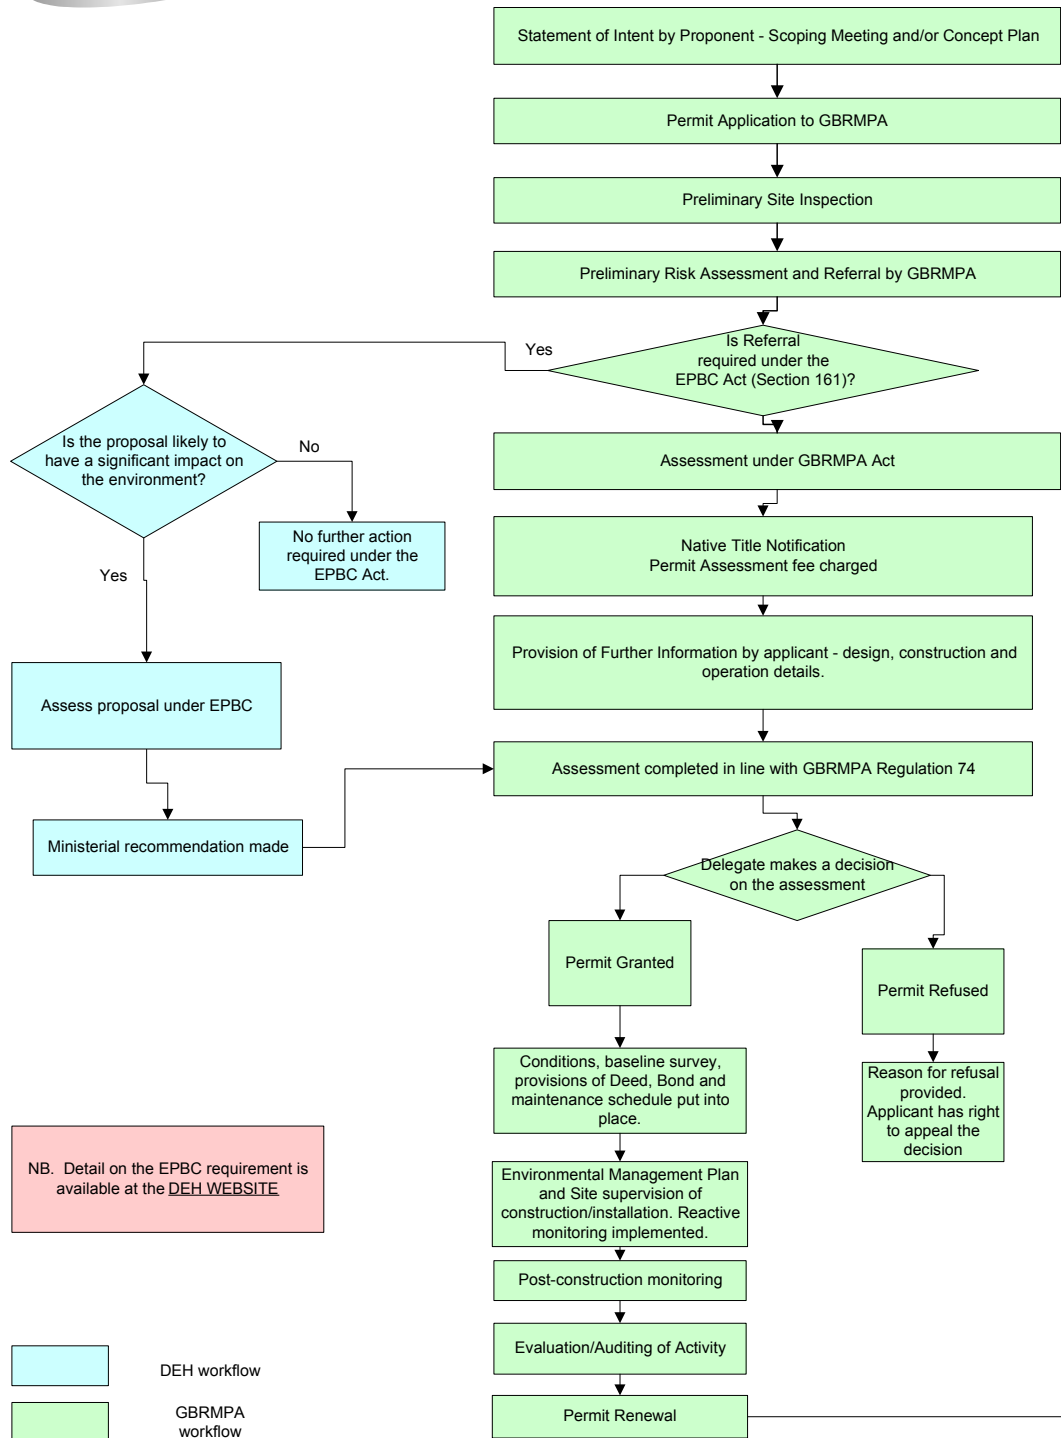 Statement of Intent by Proponent - Scoping Meeting and/or Concept Plan
Permit Application to GBRMPA
Preliminary Site Inspection
Preliminary Risk Assessment and Referral by GBRMPA
Is Referral
required under the
EPBC Act (Section 161)?
Yes
Is the proposal likely to
have a significant impact on
the environment?
No
Assessment under GBRMPA Act
No further action
required under the
EPBC Act.
Native Title Notification
Permit Assessment fee charged
Yes
Provision of Further Information by applicant - design, construction and
operation details.
Assess proposal under EPBC
Assessment completed in line with GBRMPA Regulation 74
Ministerial recommendation made
Delegate makes a decision
on the assessment
Permit Granted
Permit Refused
Conditions, baseline survey,
provisions of Deed, Bond and
maintenance schedule put into
place.
Reason for refusal
provided.
Applicant has right
to appeal the
decision
NB. Detail on the EPBC requirement is
available at the DEH WEBSITE
Environmental Management Plan
and Site supervision of
construction/installation. Reactive
monitoring implemented.
Post-construction monitoring
Evaluation/Auditing of Activity
Permit Renewal
DEH workflow
GBRMPA
workflow